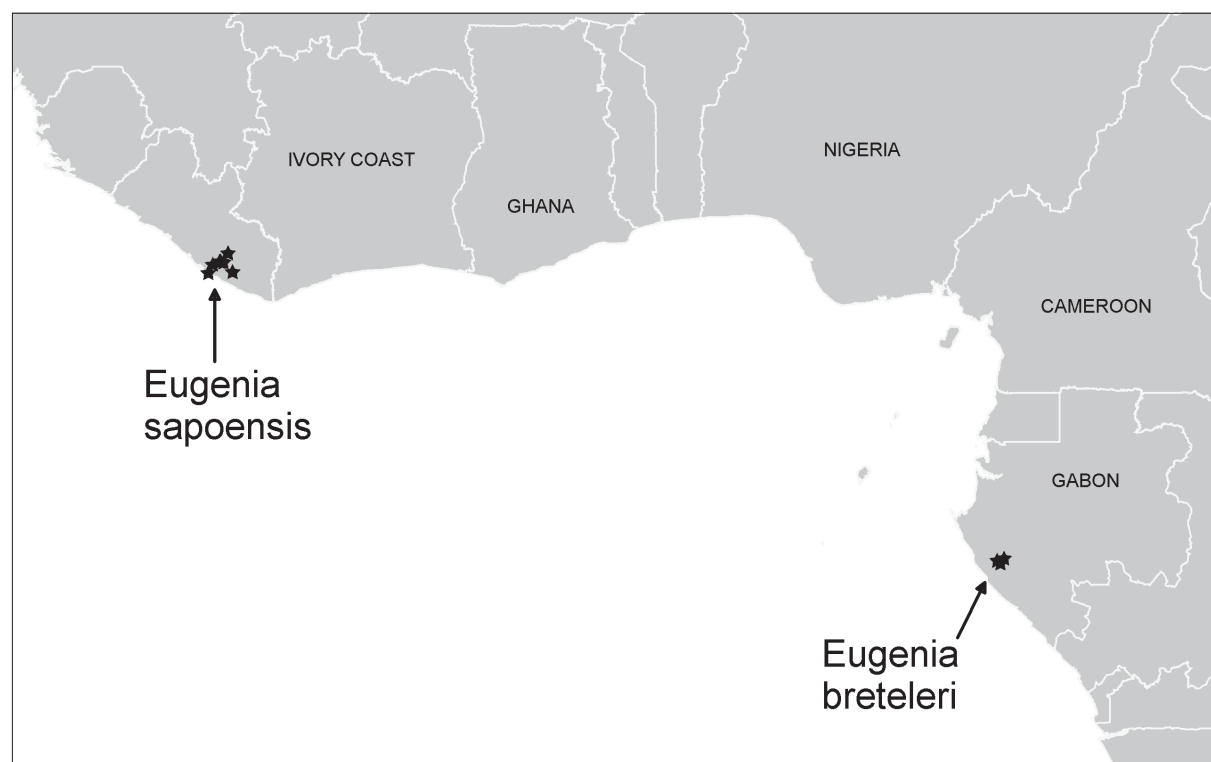 IVORY COAST
NIGERIA
GHANA
CAMEROON
Eugenia
sapoensis
GABON
Eugenia
breteleri